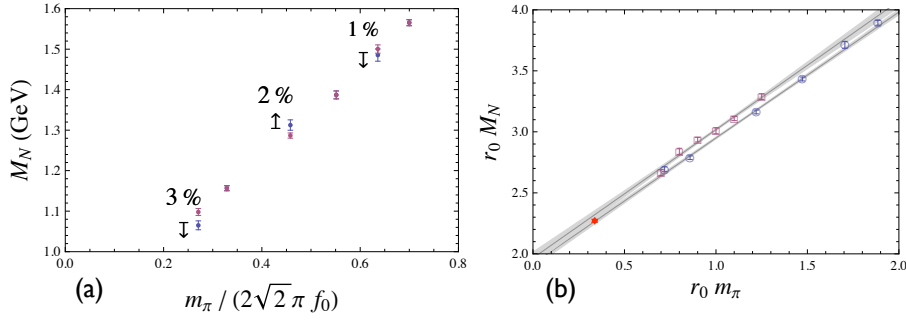 1.6
1 %
1.5
2 %
1.4
1.3
1.2
3 %
1.1
1.0
0.0 0.2 0.4 0.6 0.8
M_N (GeV)
(a)
m_π / (2√2 π f_0)
4.0
3.5
3.0
2.5
2.0
0.0 0.5 1.0 1.5 2.0
r_0 M_N
(b)
r_0 m_π